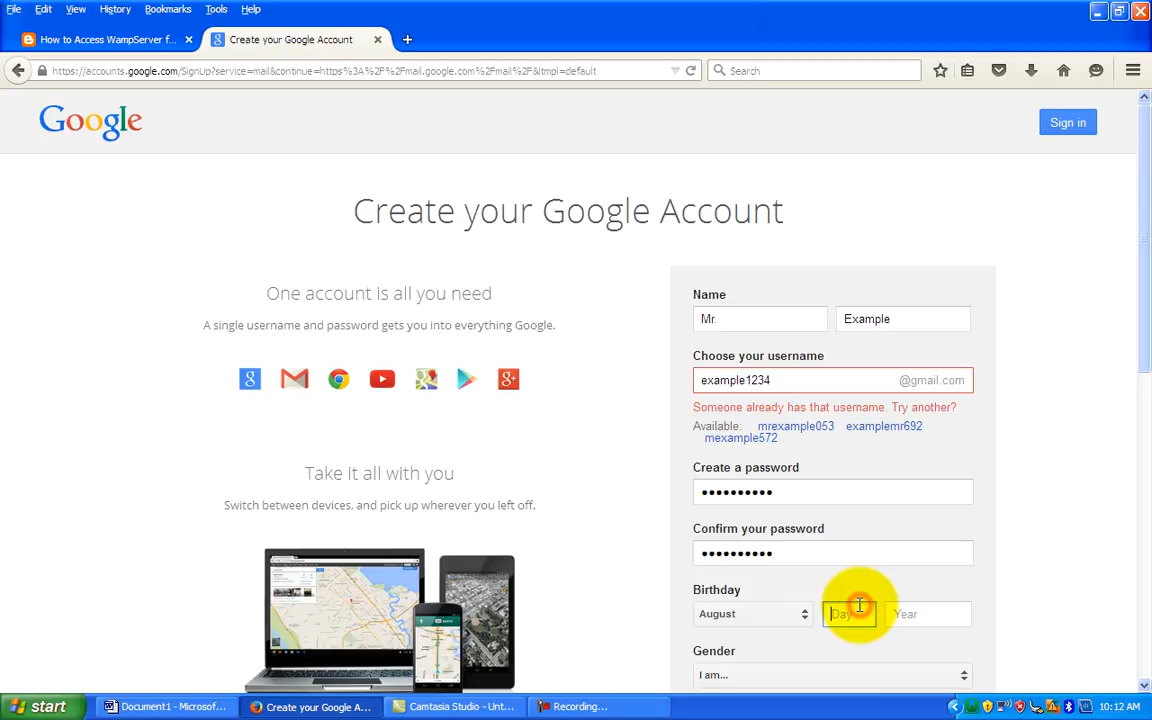 File Edit View History Bookmarks Tools Help
How to Access WampServer f... Create your Google Account
https://accounts.google.com/SignUp?service=mail&continue=https%3A%2F%2Fmail.google.com%2Fmail%2F&ltmpl=default Search
Google
Sign in
Create your Google Account
One account is all you need
A single username and password gets you into everything Google.
Take it all with you
Switch between devices, and pick up wherever you left off.
Name
Mr. Example
Choose your username
example1234 @gmail.com
Someone already has that username. Try another?
Available: mrexample053 examplemr692
mexample572
Create a password
Confirm your password
Birthday
August Day Year
Gender
I am...
start Document1 - Microsof... Create your Google A... Camtasia Studio - Unt... Recording... 10:12 AM